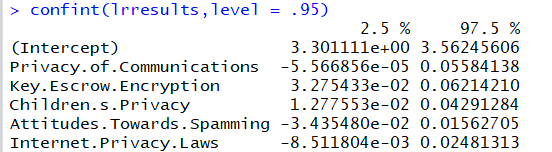 > confint(lrresults,level = .95)
2.5 % 97.5 %
(Intercept) 3.301111e+00 3.56245606
Privacy.of.Communications -5.566856e-05 0.05584138
Key.Escrow.Encryption 3.275433e-02 0.06214210
Children.s.Privacy 1.277553e-02 0.04291284
Attitudes.Towards.Spamming -3.435480e-02 0.01562705
Internet.Privacy.Laws -8.511804e-03 0.02481313